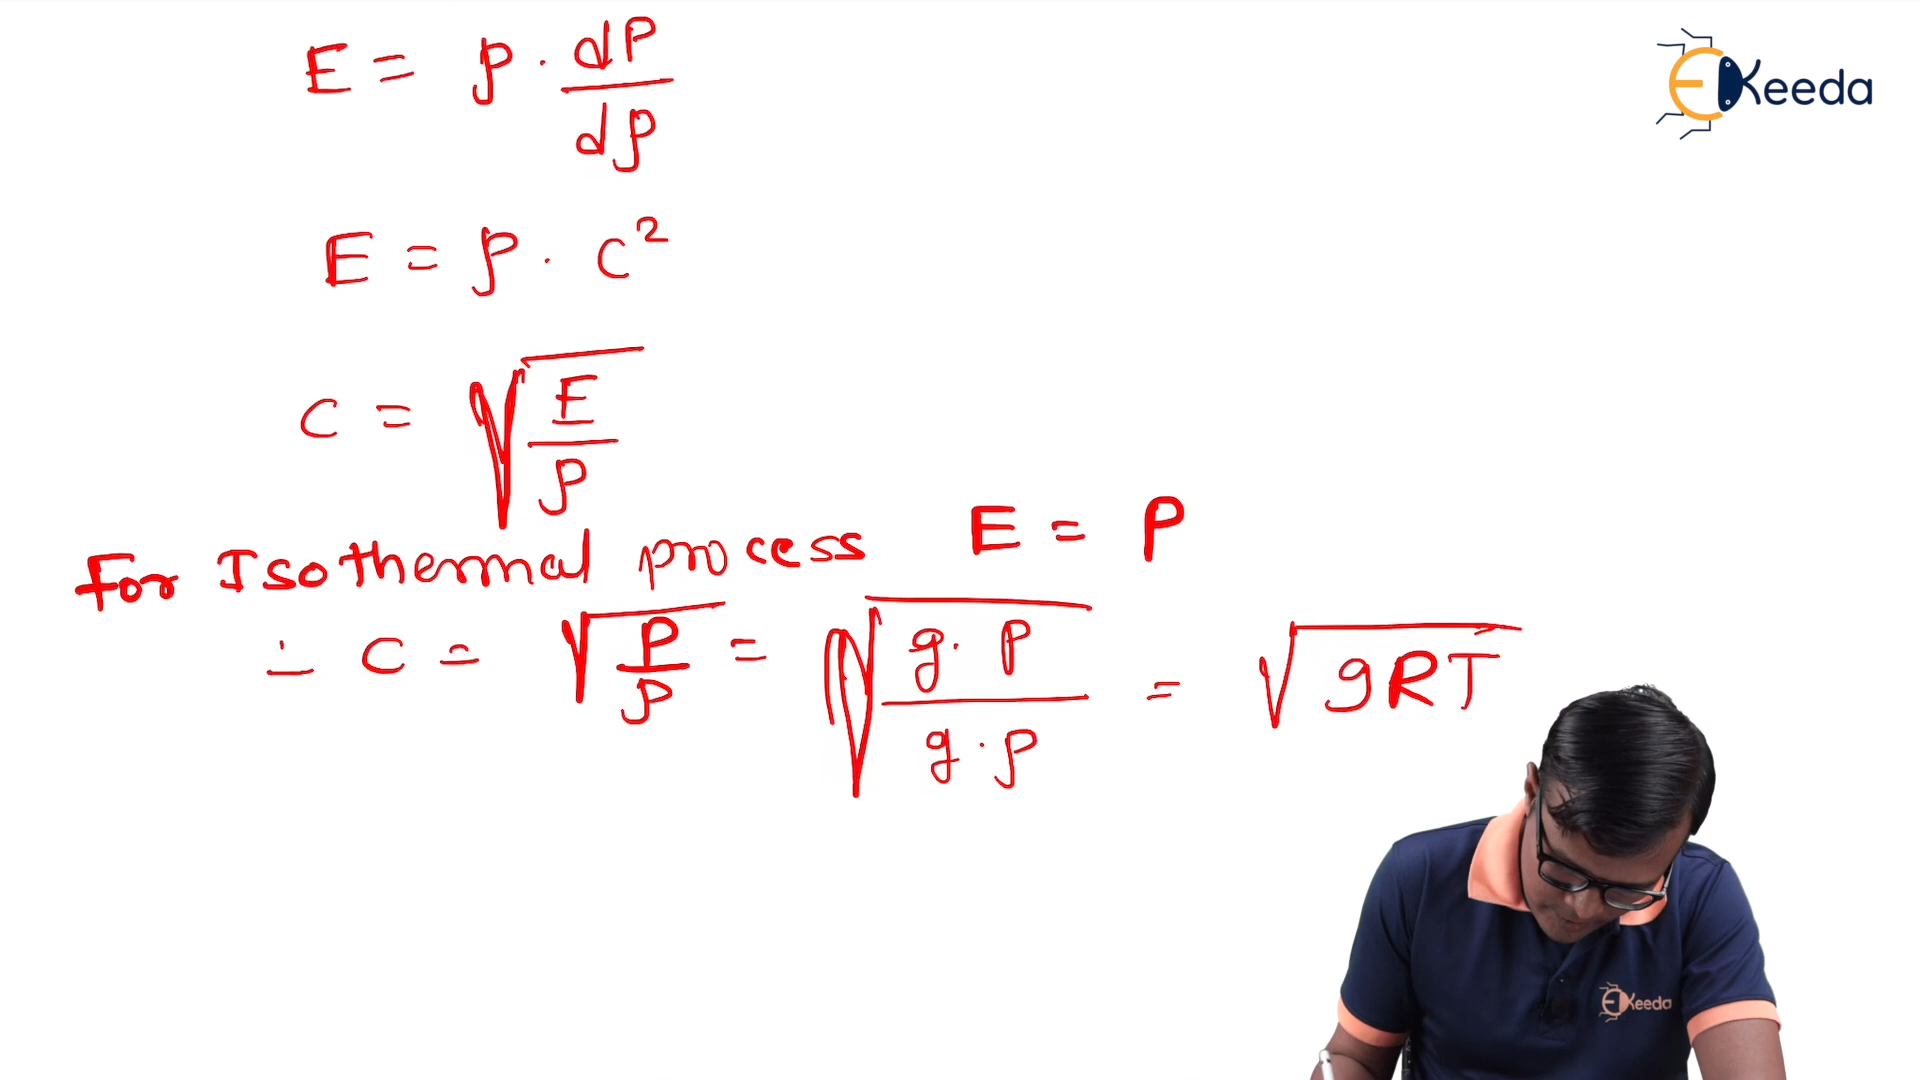 E = ρ · dP/dρ
EKeeda
E = ρ · C²
C = √(E/ρ)
For Isothermal process E = P
∴ C = √(P/ρ) = √(g · P / g · ρ) = √(gRT)
EKeeda